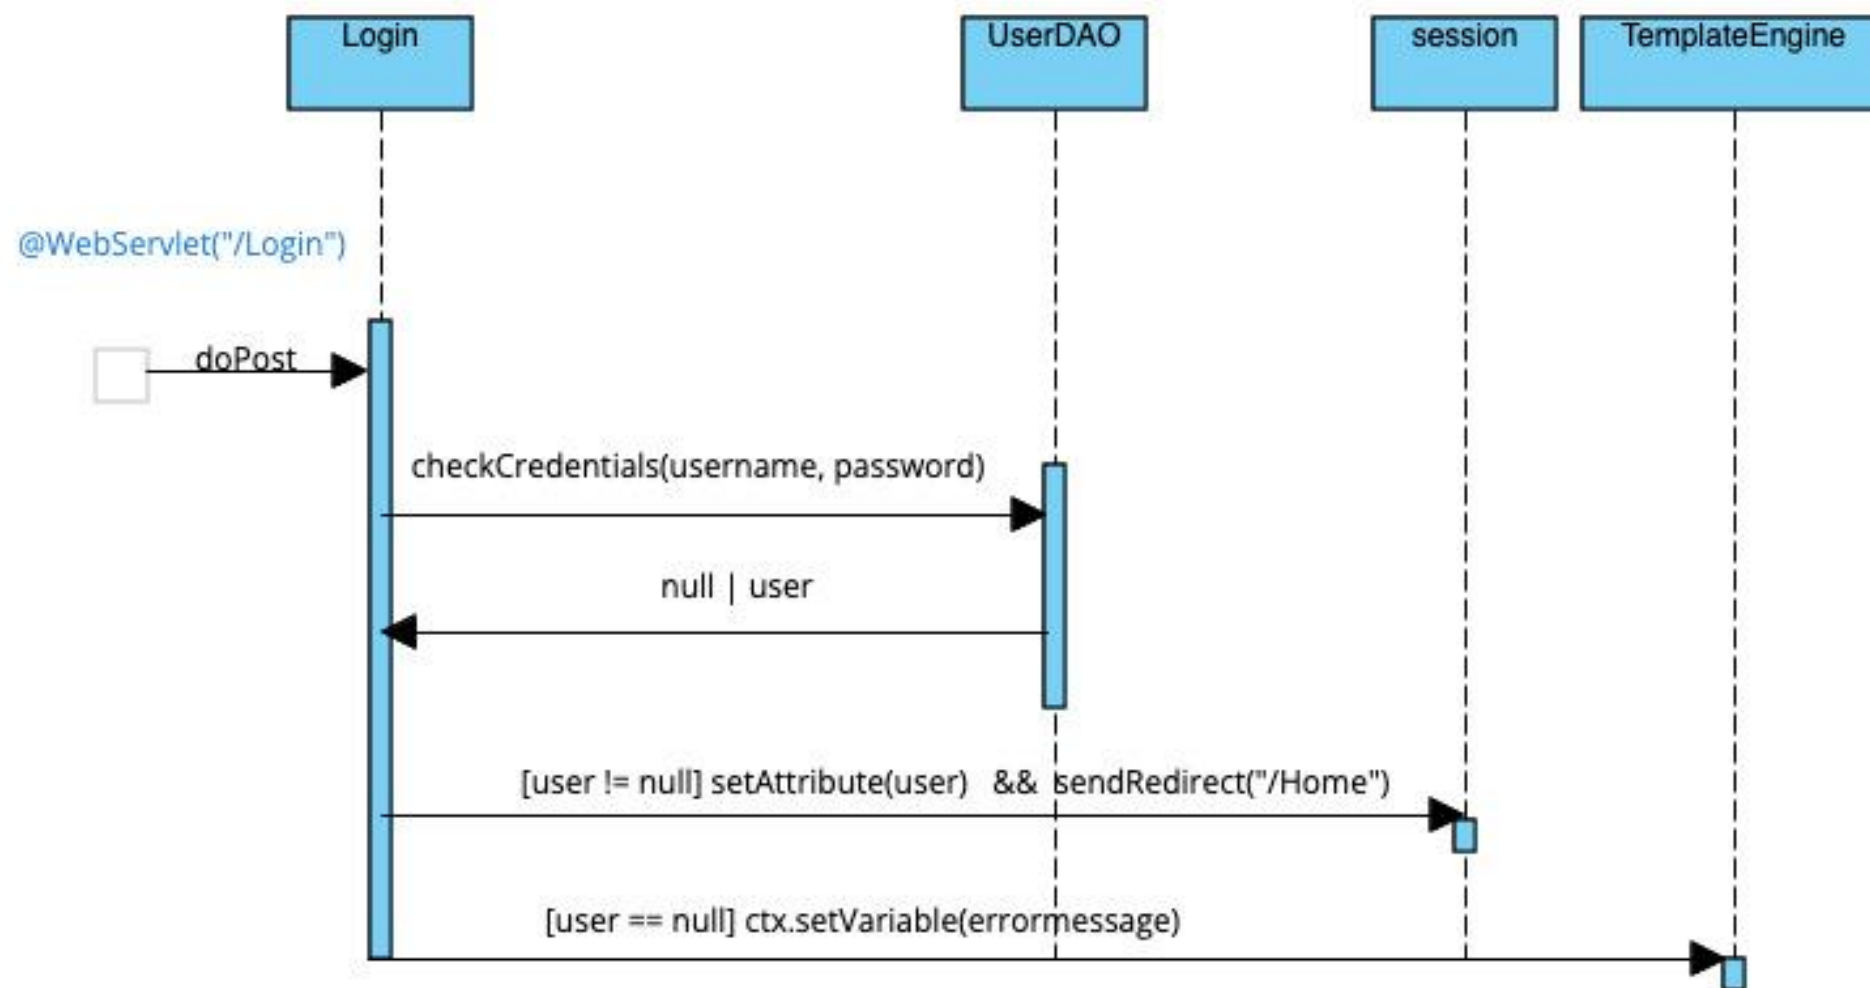 Login
UserDAO
session
TemplateEngine
@WebServlet("/Login")
doPost
checkCredentials(username, password)
null | user
[user != null] setAttribute(user) && sendRedirect("/Home")
[user == null] ctx.setVariable(errormessage)